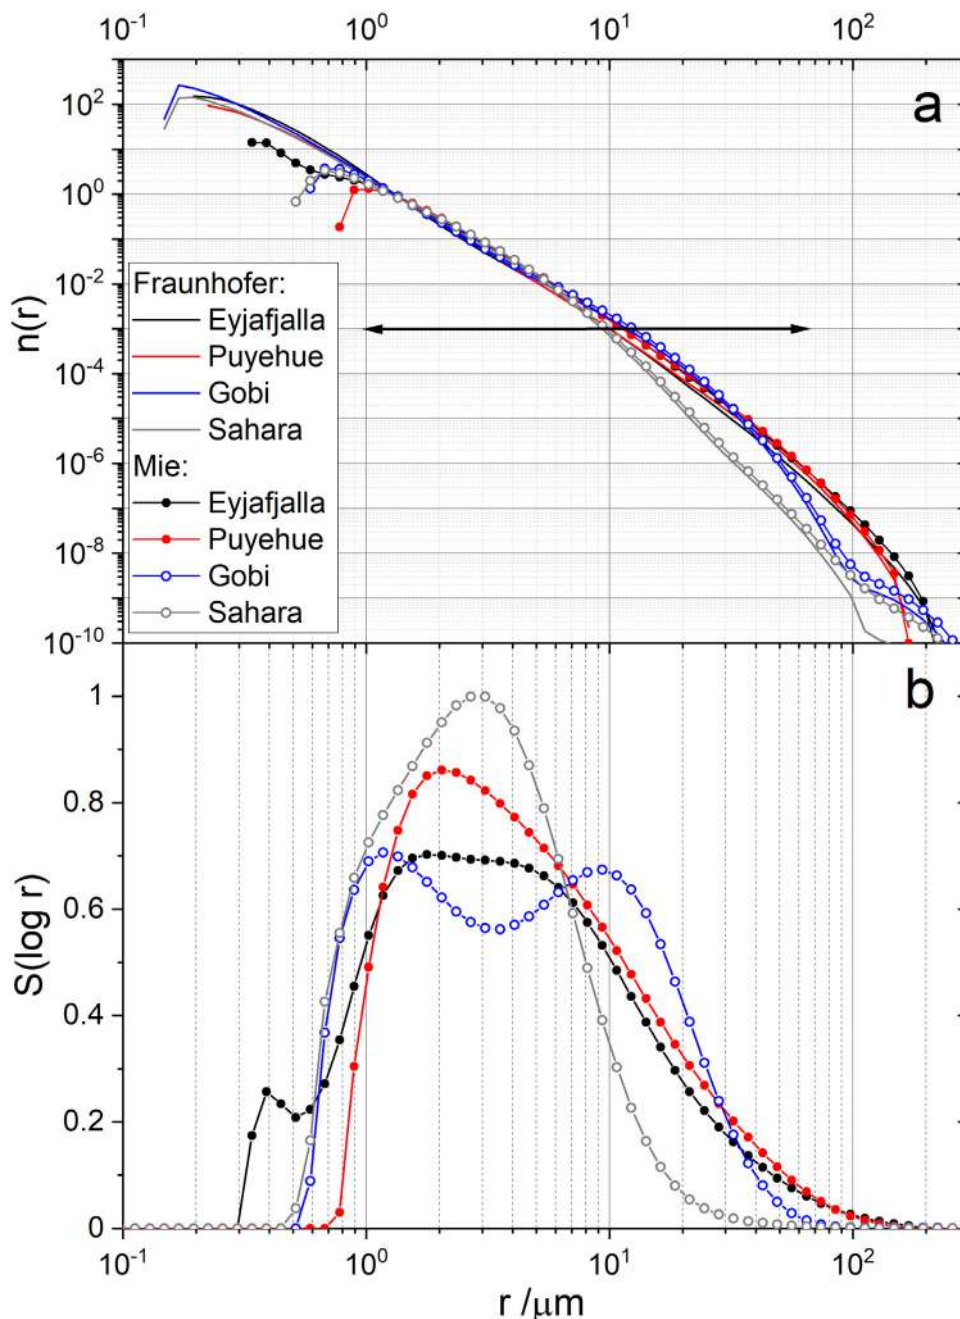 10⁻¹ 10⁰ 10¹ 10²
a
10²
10⁰
10⁻²
10⁻⁴
10⁻⁶
10⁻⁸
10⁻¹⁰
n(r)
Fraunhofer:
Eyjafjalla
Puyehue
Gobi
Sahara
Mie:
Eyjafjalla
Puyehue
Gobi
Sahara
b
1
0.8
0.6
0.4
0.2
0
S(log r)
10⁻¹ 10⁰ 10¹ 10²
r /μm